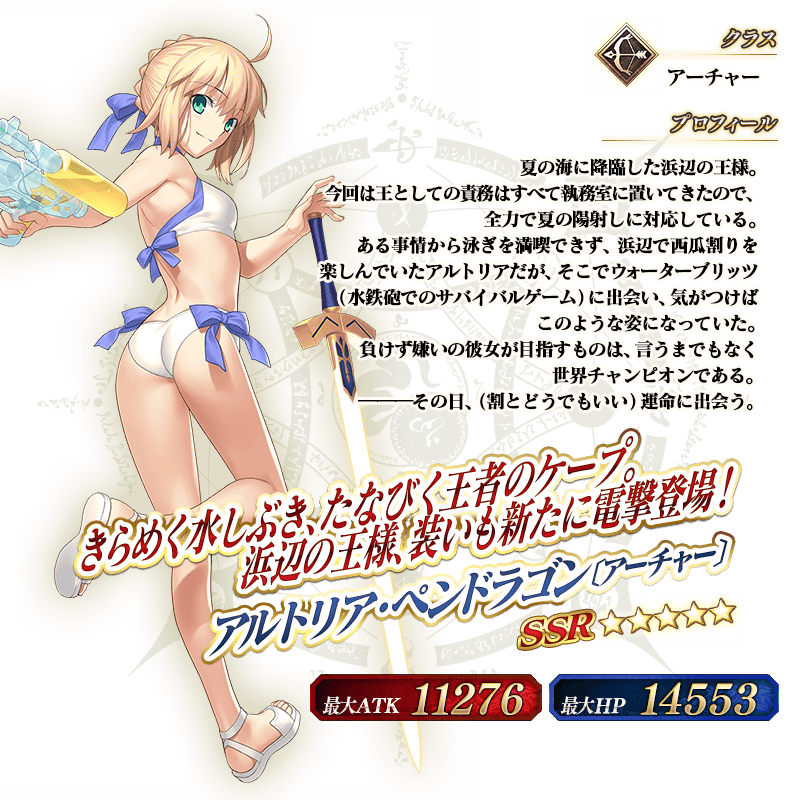 クラス
アーチャー
プロフィール
夏の海に降臨した浜辺の王様。
今回は王としての責務はすべて執務室に置いてきたので、
全力で夏の陽射しに対応している。
ある事情から泳ぎを満喫できず、浜辺で西瓜割りを
楽しんでいたアルトリアだが、そこでウォーターブリッツ
(水鉄砲でのサバイバルゲーム)に出会い、気がつけば
このような姿になっていた。
負けず嫌いの彼女が目指すものは、言うまでもなく
世界チャンピオンである。
―――その日、(割とどうでもいい)運命に出会う。
きらめく水しぶき、たなびく王者のケープ。
浜辺の王様、装いも新たに電撃登場!
アルトリア・ペンドラゴン〔アーチャー〕
SSR ★★★★★
最大ATK 11276
最大HP 14553